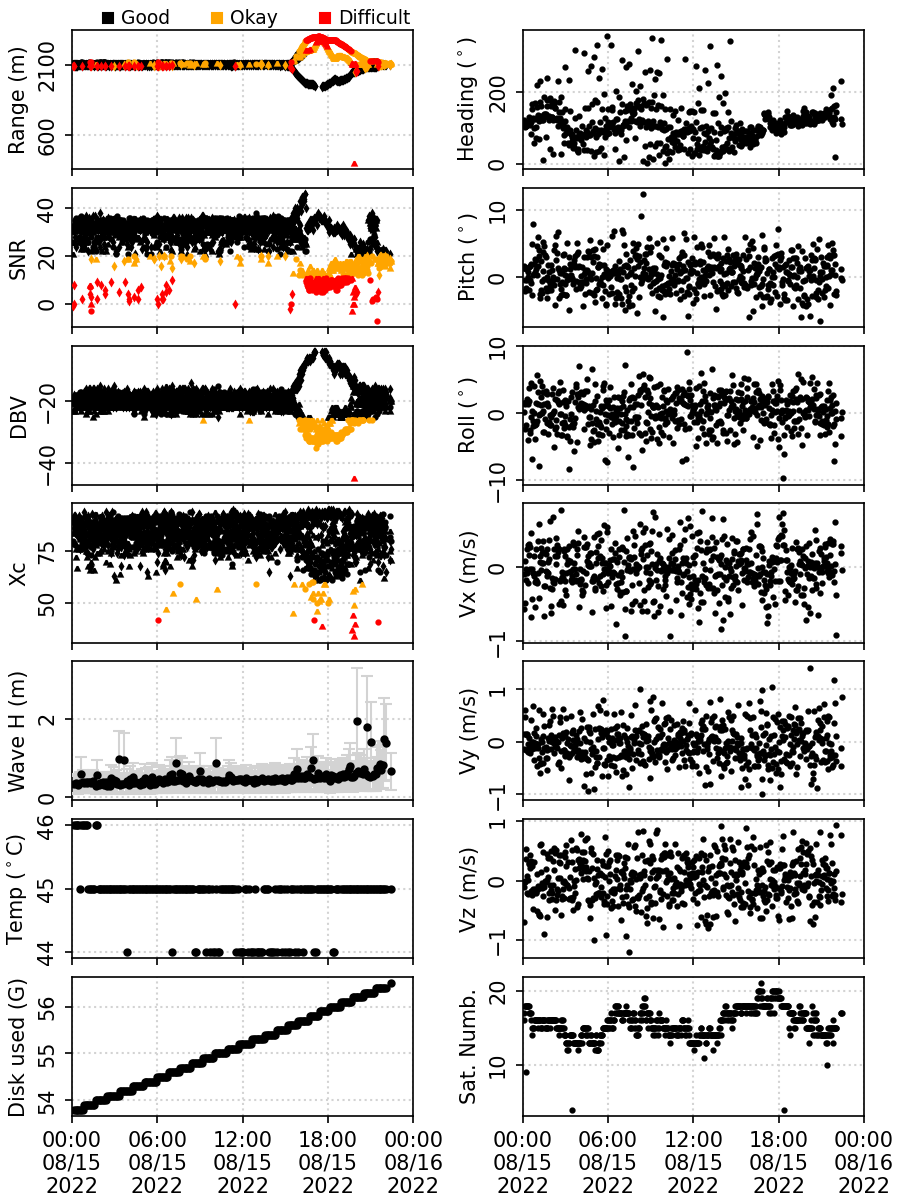 Good Okay Difficult
Range (m)
2100
600
Heading (°)
200
0
SNR
40
20
0
Pitch (°)
10
0
DBV
−20
−40
Roll (°)
10
0
−10
Xc
75
50
Vx (m/s)
0
−1
Wave H (m)
2
0
Vy (m/s)
1
0
−1
Temp (°C)
46
45
44
Vz (m/s)
1
0
−1
Disk used (G)
56
55
54
Sat. Numb.
20
10
00:00 06:00 12:00 18:00 00:00
08/15 08/15 08/15 08/15 08/16
2022 2022 2022 2022 2022
00:00 06:00 12:00 18:00 00:00
08/15 08/15 08/15 08/15 08/16
2022 2022 2022 2022 2022